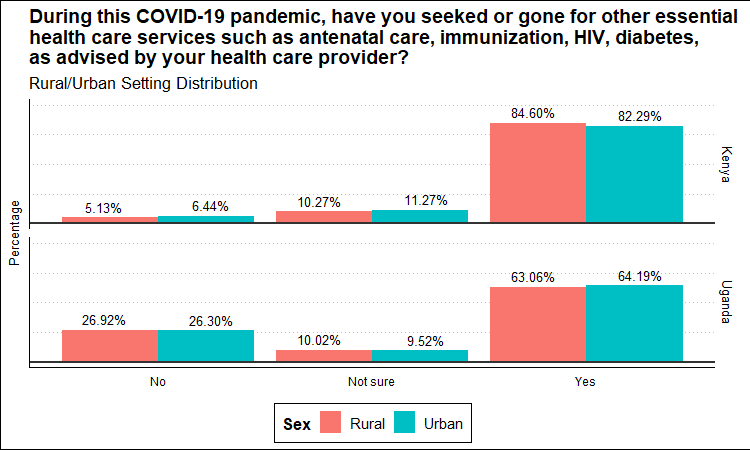 During this COVID-19 pandemic, have you seeked or gone for other essential
health care services such as antenatal care, immunization, HIV, diabetes,
as advised by your health care provider?
Rural/Urban Setting Distribution
Percentage
5.13% 6.44% 10.27% 11.27% 84.60% 82.29%
Kenya
26.92% 26.30% 10.02% 9.52% 63.06% 64.19%
Uganda
No Not sure Yes
Sex Rural Urban